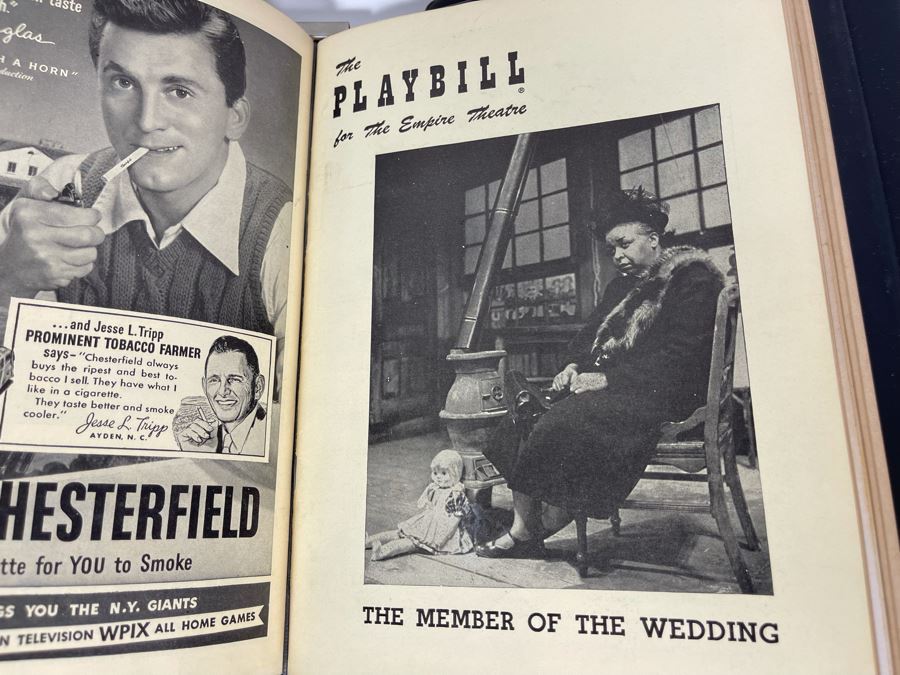 taste
glas
A HORN"
...and Jesse L. Tripp
PROMINENT TOBACCO FARMER
says-"Chesterfield always
buys the ripest and best to-
bacco I sell. They have what I
like in a cigarette.
They taste better and smoke
cooler."
Jesse L. Tripp
AYDEN, N. C.
HESTERFIELD
tte for YOU to Smoke
GS YOU THE N.Y. GIANTS
N TELEVISION WPIX ALL HOME GAMES
The
PLAYBILL®
for The Empire Theatre
THE MEMBER OF THE WEDDING